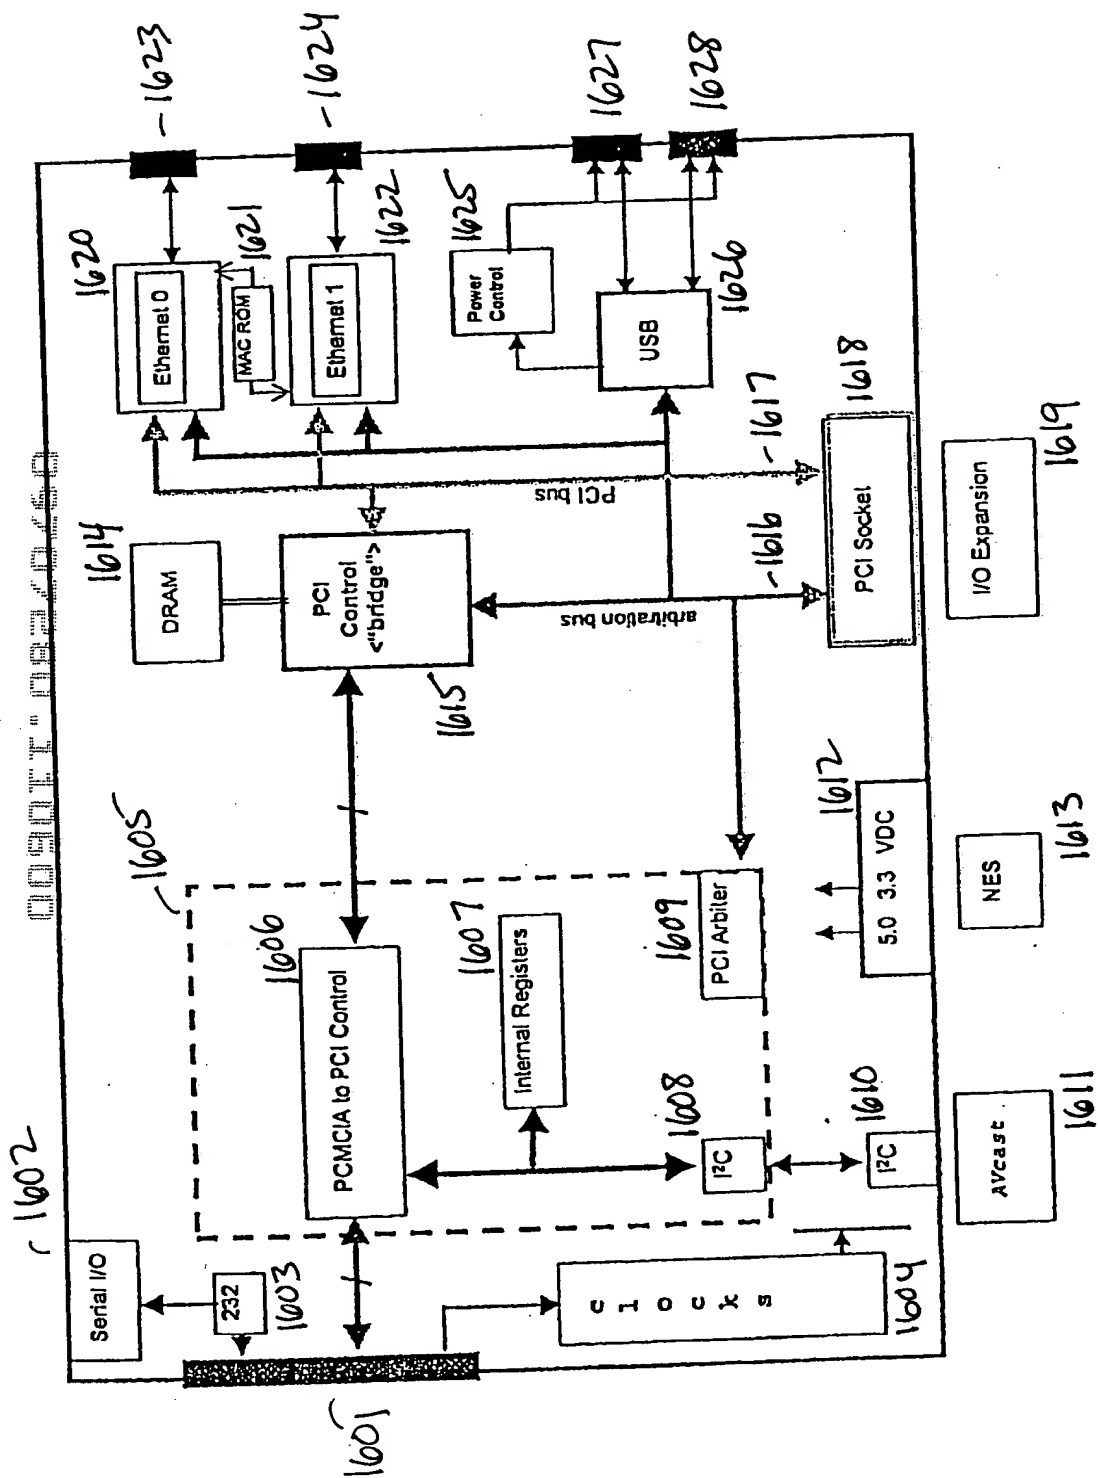 1602
Serial I/O
232
1603
1601
c l o c k s
1604
1605
PCMCIA to PCI Control
1606
Internal Registers
1607
I²C
1608
PCI Arbiter
1609
I²C
1610
AVcast
1611
5.0 3.3 VDC
1612
NES
1613
DRAM
1614
PCI
Control
<"bridge">
1615
arbitration bus
1616
PCI bus
1617
PCI Socket
1618
I/O Expansion
1619
Ethernet 0
1620
MAC ROM
1621
Ethernet 1
1622
1623
1624
Power
Control
1625
USB
1626
1627
1628